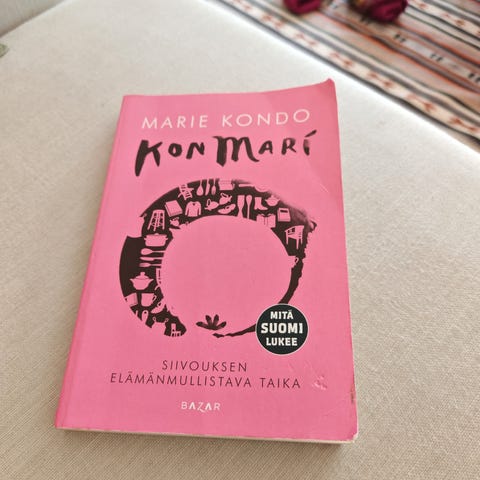 MARIE KONDO
KONMARÍ
MITÄ
SUOMI
LUKEE
SIIVOUKSEN
ELÄMÄNMULLISTAVA TAIKA
BAZAR